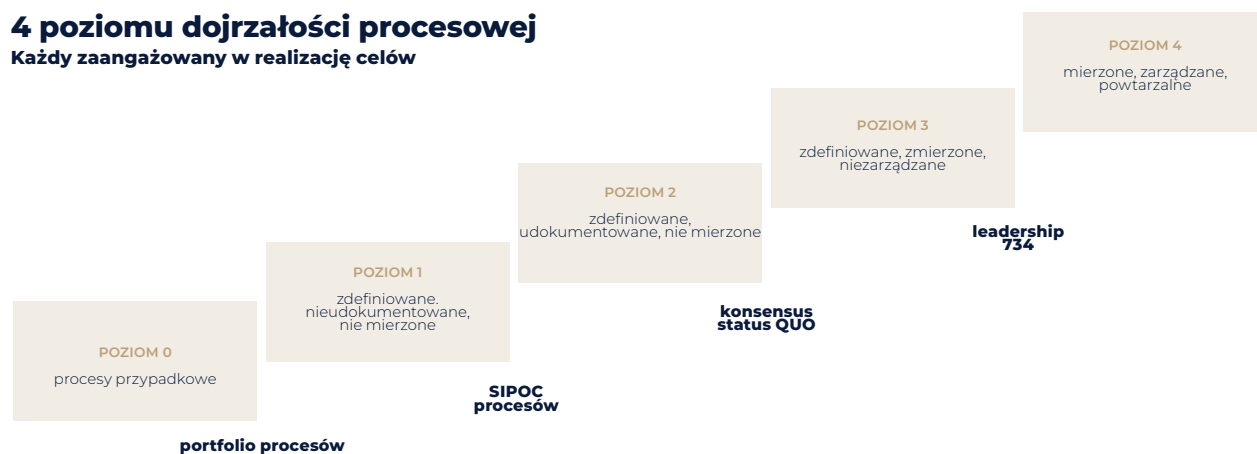 4 poziomu dojrzałości procesowej
Każdy zaangażowany w realizację celów
POZIOM 0
procesy przypadkowe
portfolio procesów
POZIOM 1
zdefiniowane.
nieudokumentowane,
nie mierzone
SIPOC
procesów
POZIOM 2
zdefiniowane,
udokumentowane, nie mierzone
konsensus
status QUO
POZIOM 3
zdefiniowane, zmierzone,
niezarządzane
leadership
734
POZIOM 4
mierzone, zarządzane,
powtarzalne